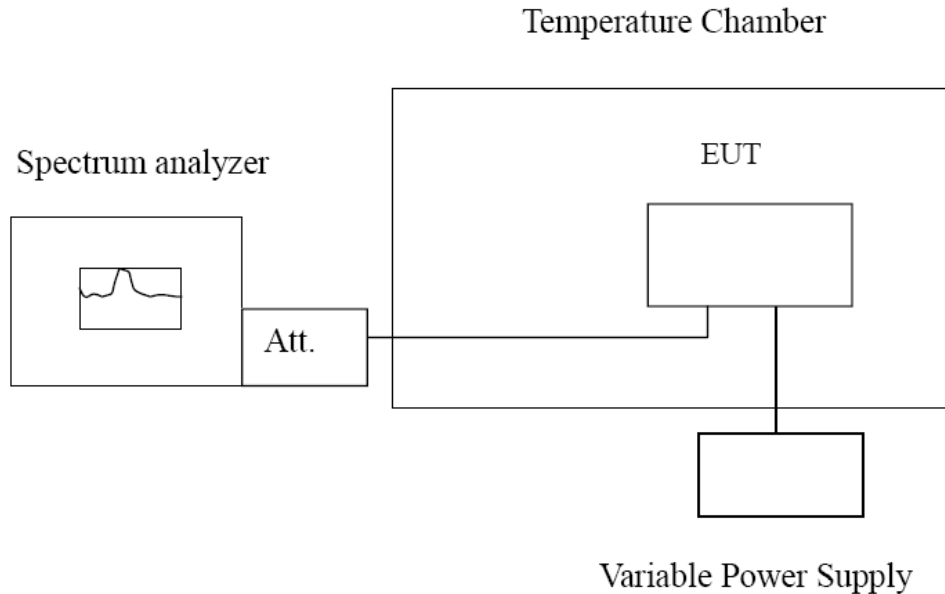 Temperature Chamber
Spectrum analyzer
EUT
Att.
Variable Power Supply